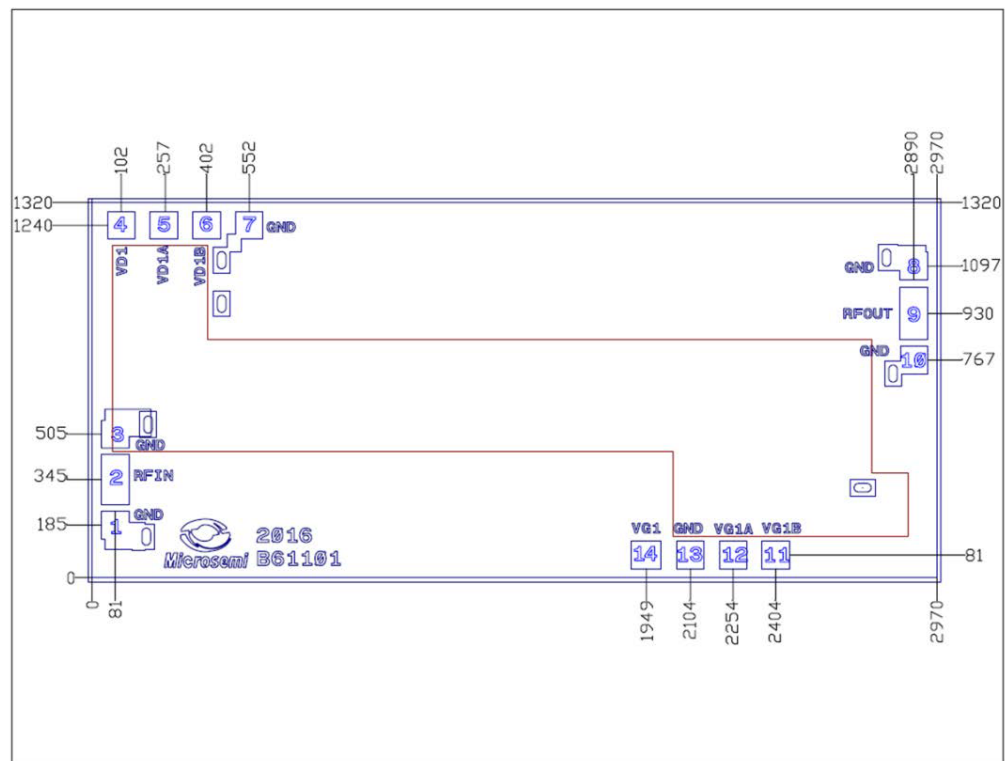 102 257 402 552 2890 2970
1320 1320
1240 4 5 6 7 GND
VD1 VD1A VD1B
GND 8 1097
RFOUT 9 930
GND 10 767
505 3 GND
345 2 RFIN
185 1 GND
Microsemi 2016
B61101
VG1 GND VG1A VG1B
14 13 12 11 81
0
0 81 1949 2104 2254 2404 2970